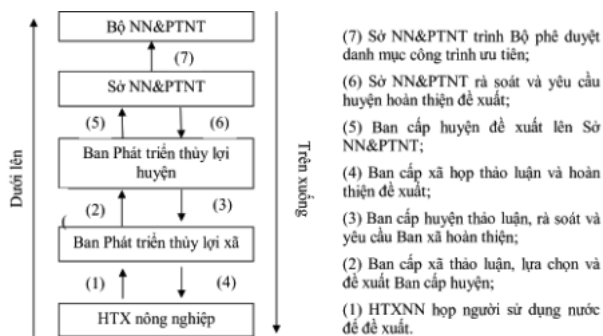 Bộ NN&PTNT
(7)
Sở NN&PTNT
(5)
(6)
Ban Phát triển thủy lợi
huyện
(2)
(3)
Ban Phát triển thủy lợi xã
(1)
(4)
HTX nông nghiệp
Dưới lên
Trên xuống
(7) Sở NN&PTNT trình Bộ phê duyệt
danh mục công trình ưu tiên;
(6) Sở NN&PTNT rà soát và yêu cầu
huyện hoàn thiện đề xuất;
(5) Ban cấp huyện đề xuất lên Sở
NN&PTNT;
(4) Ban cấp xã họp thảo luận và hoàn
thiện đề xuất;
(3) Ban cấp huyện thảo luận, rà soát và
yêu cầu Ban xã hoàn thiện;
(2) Ban cấp xã thảo luận, lựa chọn và
đề xuất Ban cấp huyện;
(1) HTXNN họp người sử dụng nước
để đề xuất.